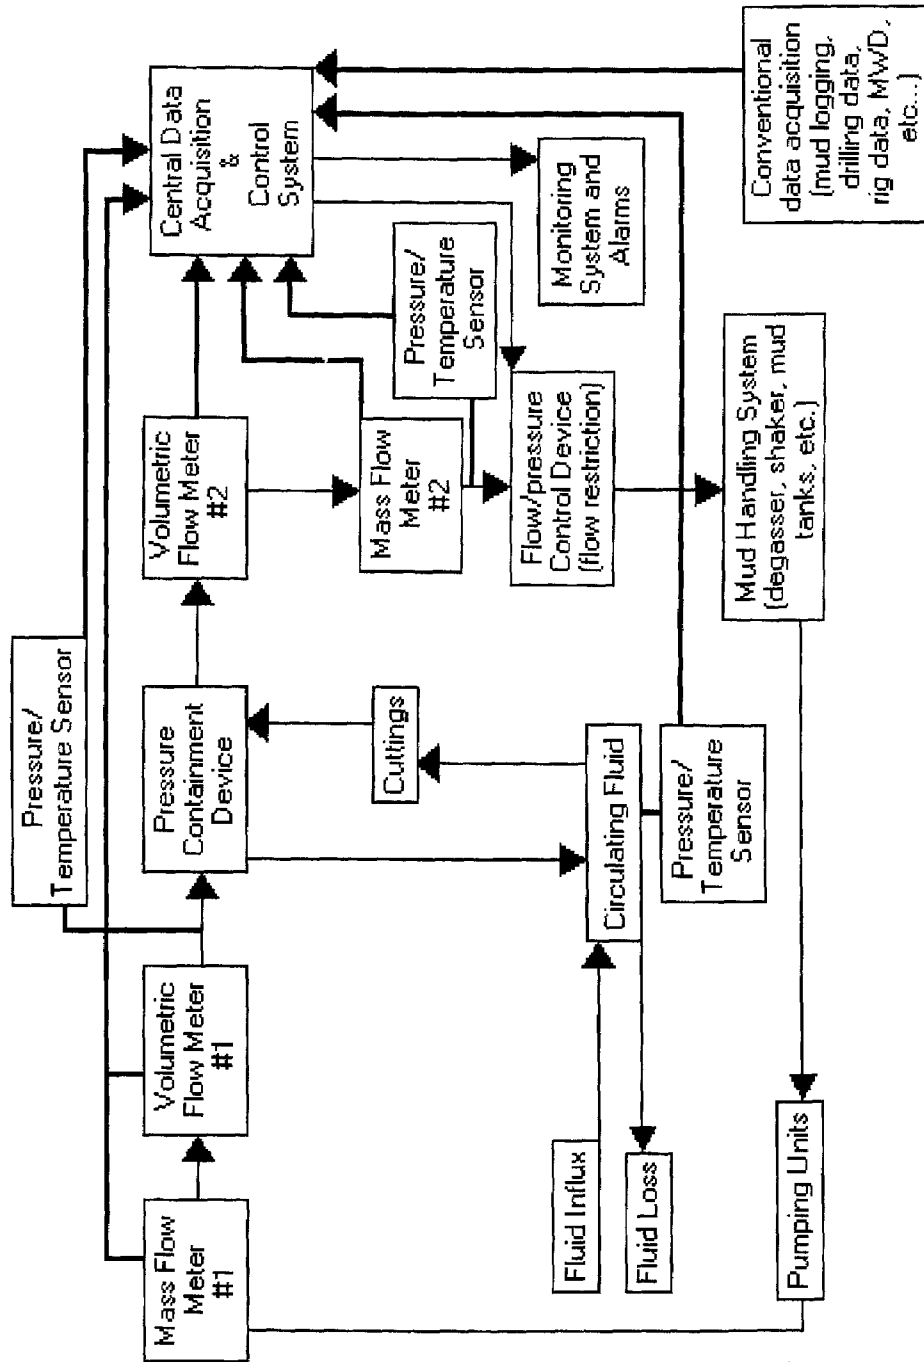 Pressure/
Temperature Sensor
Mass Flow
Meter
#1
Volumetric
Flow Meter
#1
Pressure
Containment
Device
Volumetric
Flow Meter
#2
Central Data
Acquisition
&
Control
System
Mass Flow
Meter
#2
Pressure/
Temperature
Sensor
Cuttings
Flow/pressure
Control Device
(flow restriction)
Monitoring
System and
Alarms
Fluid Influx
Circulating Fluid
Fluid Loss
Pressure/
Temperature
Sensor
Mud Handling System
(degasser, shaker, mud
tanks, etc.)
Conventional
data acquisition
(mud logging,
drilling data,
rig data, MWD,
etc...)
Pumping Units